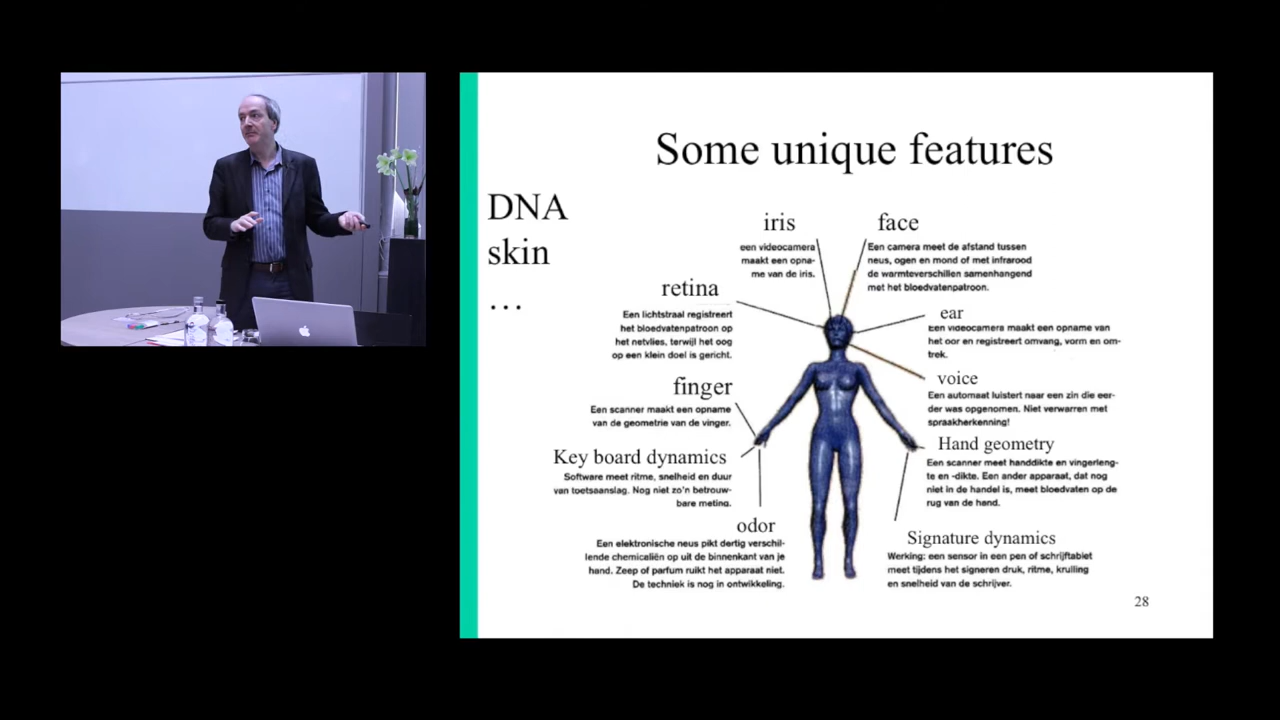 Some unique features
DNA
skin
...
iris
een videocamera
maakt een opna-
me van de iris.
face
Een camera meet de afstand tussen
neus, ogen en mond of met infrarood
de warmteverschillen samenhangend
met het bloedvatenpatroon.
retina
Een lichtstraal registreert
het bloedvatenpatroon op
het netvlies, terwijl het oog
op een klein doel is gericht.
ear
Een videocamera maakt een opname van
het oor en registreert omvang, vorm en om-
trek.
finger
Een scanner maakt een opname
van de geometrie van de vinger.
voice
Een automaat luistert naar een zin die eer-
der was opgenomen. Niet verwarren met
spraakherkenning!
Key board dynamics
Software meet ritme, snelheid en duur
van toetsaanslag. Nog niet zo'n betrouw-
bare meting.
Hand geometry
Een scanner meet handdikte en vingerleng-
te en -dikte. Een ander apparaat, dat nog
niet in de handel is, meet bloedvaten op de
rug van de hand.
odor
Een elektronische neus pikt dertig verschil-
lende chemicaliën op uit de binnenkant van je
hand. Zeep of parfum ruikt het apparaat niet.
De techniek is nog in ontwikkeling.
Signature dynamics
Werking: een sensor in een pen of schrijftablet
meet tijdens het signeren druk, ritme, krulling
en snelheid van de schrijver.
28